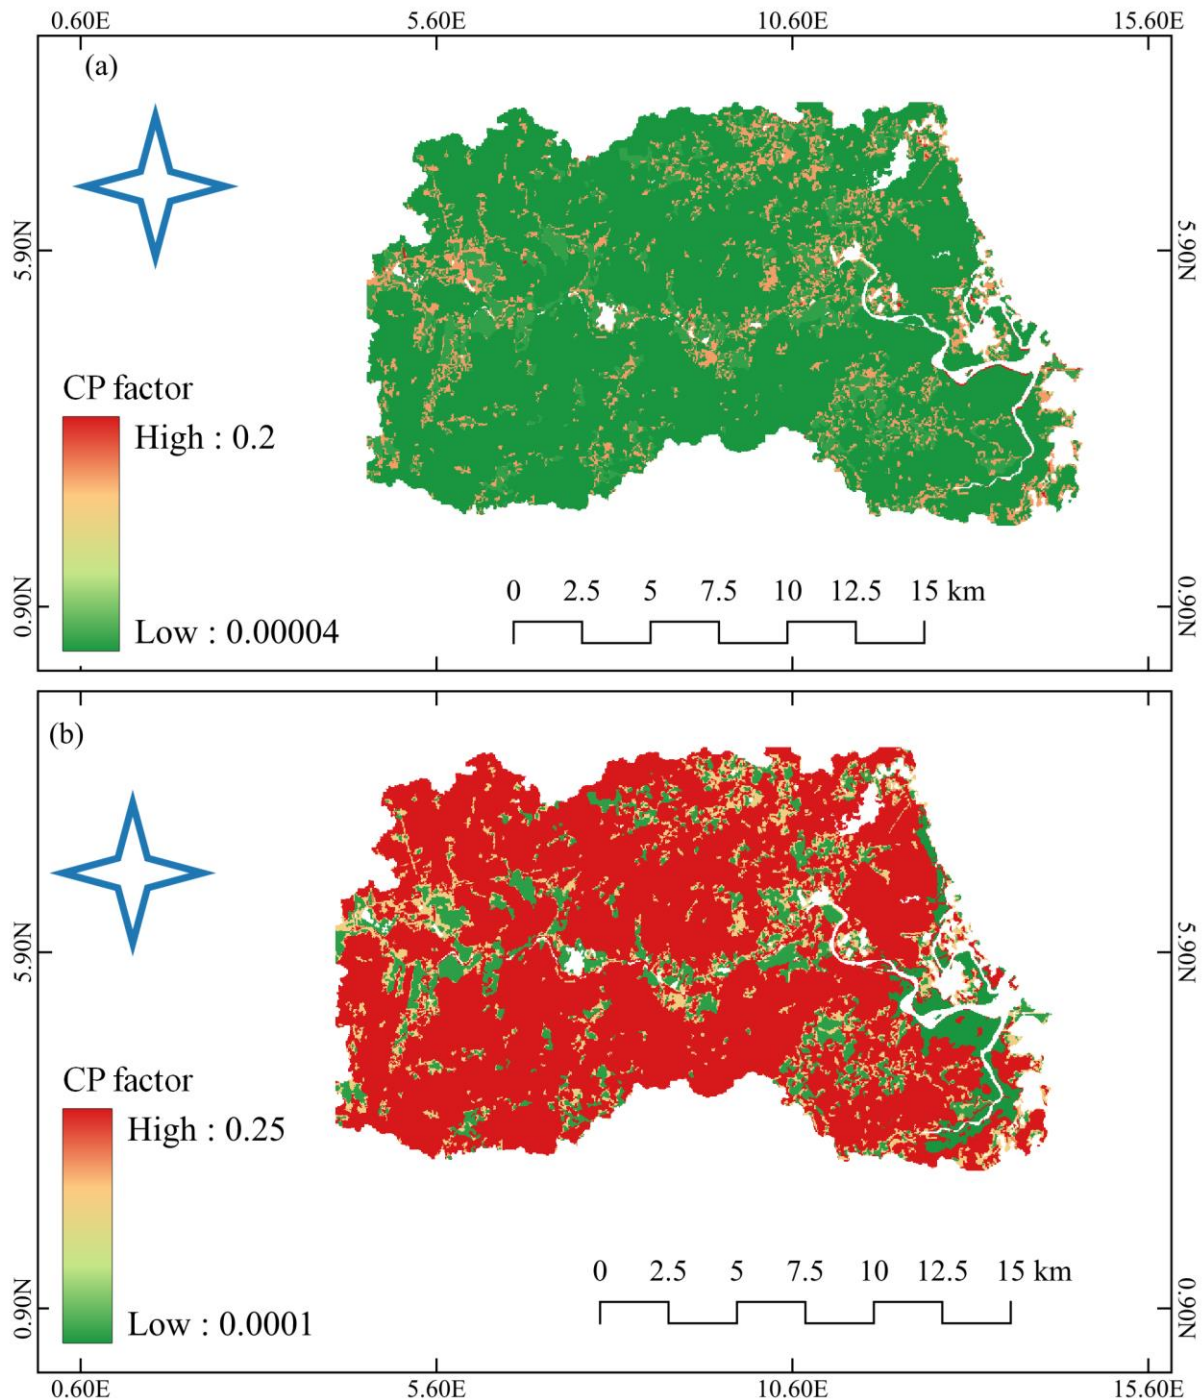 0.60E 5.60E 10.60E 15.60E
(a)
5.90N 5.90N
CP factor
High : 0.2
0 2.5 5 7.5 10 12.5 15 km
0.90N 0.90N
Low : 0.00004
(b)
5.90N 5.90N
CP factor
High : 0.25
0 2.5 5 7.5 10 12.5 15 km
0.90N 0.90N
Low : 0.0001
0.60E 5.60E 10.60E 15.60E